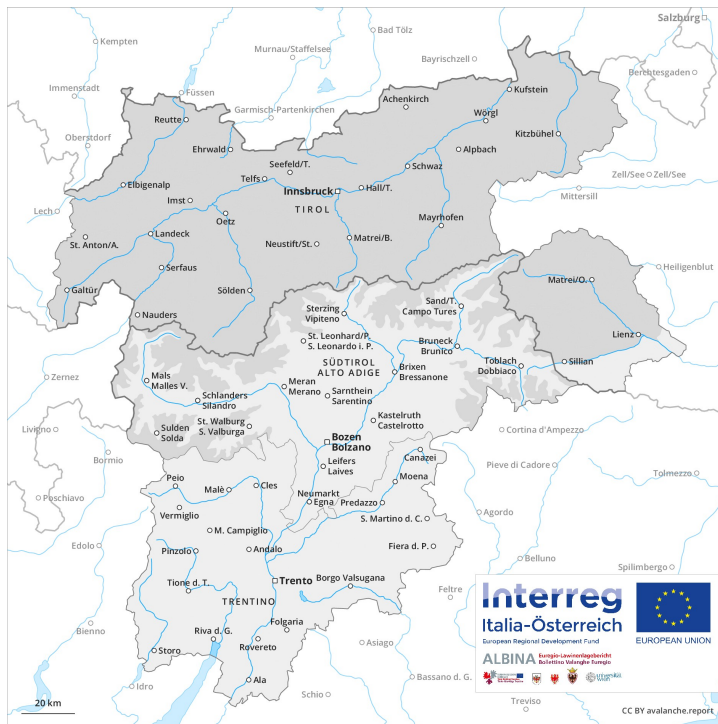 Salzburg
Kempten
Bad Tölz
Murnau/Staffelsee
Bayrischzell
Berchtesgaden
Immenstadt
Füssen
Garmisch-Partenkirchen
Achenkirch
Kufstein
Reutte
Wörgl
Oberstdorf
Ehrwald
Kitzbühel
Seefeld/T.
Alpbach
Schwaz
Telfs
Zell/See
Zell/See
Elbigenalp
Innsbruck
Hall/T.
Mittersill
Imst
TIROL
Lech
Oetz
Mayrhofen
St. Anton/A.
Landeck
Neustift/St.
Matrei/B.
Serfaus
Heiligenblut
Galtür
Sölden
Matrei/O.
Nauders
Sterzing
Vipiteno
Sand/T.
Campo Tures
St. Leonhard/P.
S. Leonardo i. P.
Lienz
Bruneck
Brunico
SÜDTIROL
ALTO ADIGE
Toblach
Dobbiaco
Sillian
Brixen
Bressanone
Zernez
Mals
Malles V.
Meran
Merano
Schlanders
Silandro
Sarnthein
Sarentino
St. Walburg
S. Valburga
Kastelruth
Castelrotto
Livigno
Sulden
Solda
Cortina d'Ampezzo
Bozen
Bolzano
Bormio
Canazei
Leifers
Laives
Pieve di Cadore
Tolmezzo
Peio
Moena
Malè
Cles
Neumarkt
Egna
Predazzo
Poschiavo
Vermiglio
Agordo
S. Martino d. C.
M. Campiglio
Edolo
Pinzolo
Andalo
Fiera d. P.
Belluno
Spilimbergo
Tione d. T.
Trento
Borgo Valsugana
Feltre
TRENTINO
Folgaria
Bienno
Riva d. G.
Rovereto
Asiago
Storo
Ala
Idro
Schio
Bassano d. G.
Treviso
Interreg
Italia-Österreich
European Regional Development Fund
EUROPEAN UNION
ALBINA
Euregio-Lawinenlagebericht
Bollettino Valanghe Euregio
universität
wien
20 km
CC BY avalanche.report